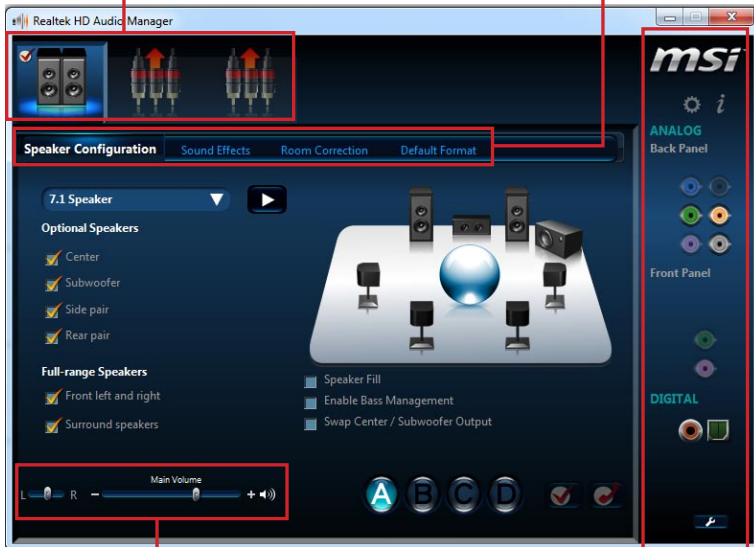 Realtek HD Audio Manager
msi
i
ANALOG
Back Panel
Speaker Configuration Sound Effects Room Correction Default Format
7.1 Speaker
Optional Speakers
Center
Subwoofer
Side pair
Rear pair
Front Panel
Full-range Speakers
Front left and right
Surround speakers
Speaker Fill
Enable Bass Management
Swap Center / Subwoofer Output
DIGITAL
Main Volume
L R - +
A B C D